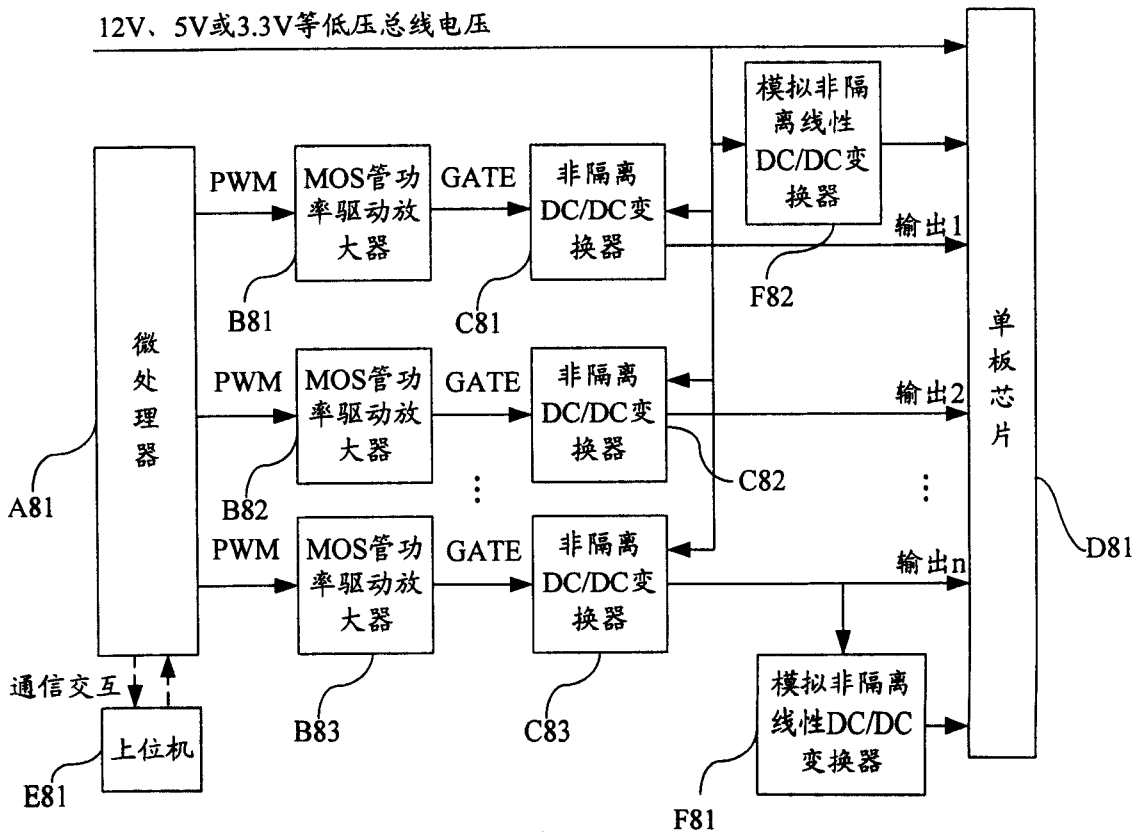 12V、5V或3.3V等低压总线电压
模拟非隔
离线性
DC/DC变
换器
F82
微
处
理
器
A81
PWM
MOS管功
率驱动放
大器
B81
GATE
非隔离
DC/DC变
换器
C81
输出1
PWM
MOS管功
率驱动放
大器
B82
GATE
非隔离
DC/DC变
换器
C82
输出2
⋮
⋮
PWM
MOS管功
率驱动放
大器
B83
GATE
非隔离
DC/DC变
换器
C83
输出n
单
板
芯
片
D81
通信交互
上位机
E81
模拟非隔离
线性DC/DC
变换器
F81